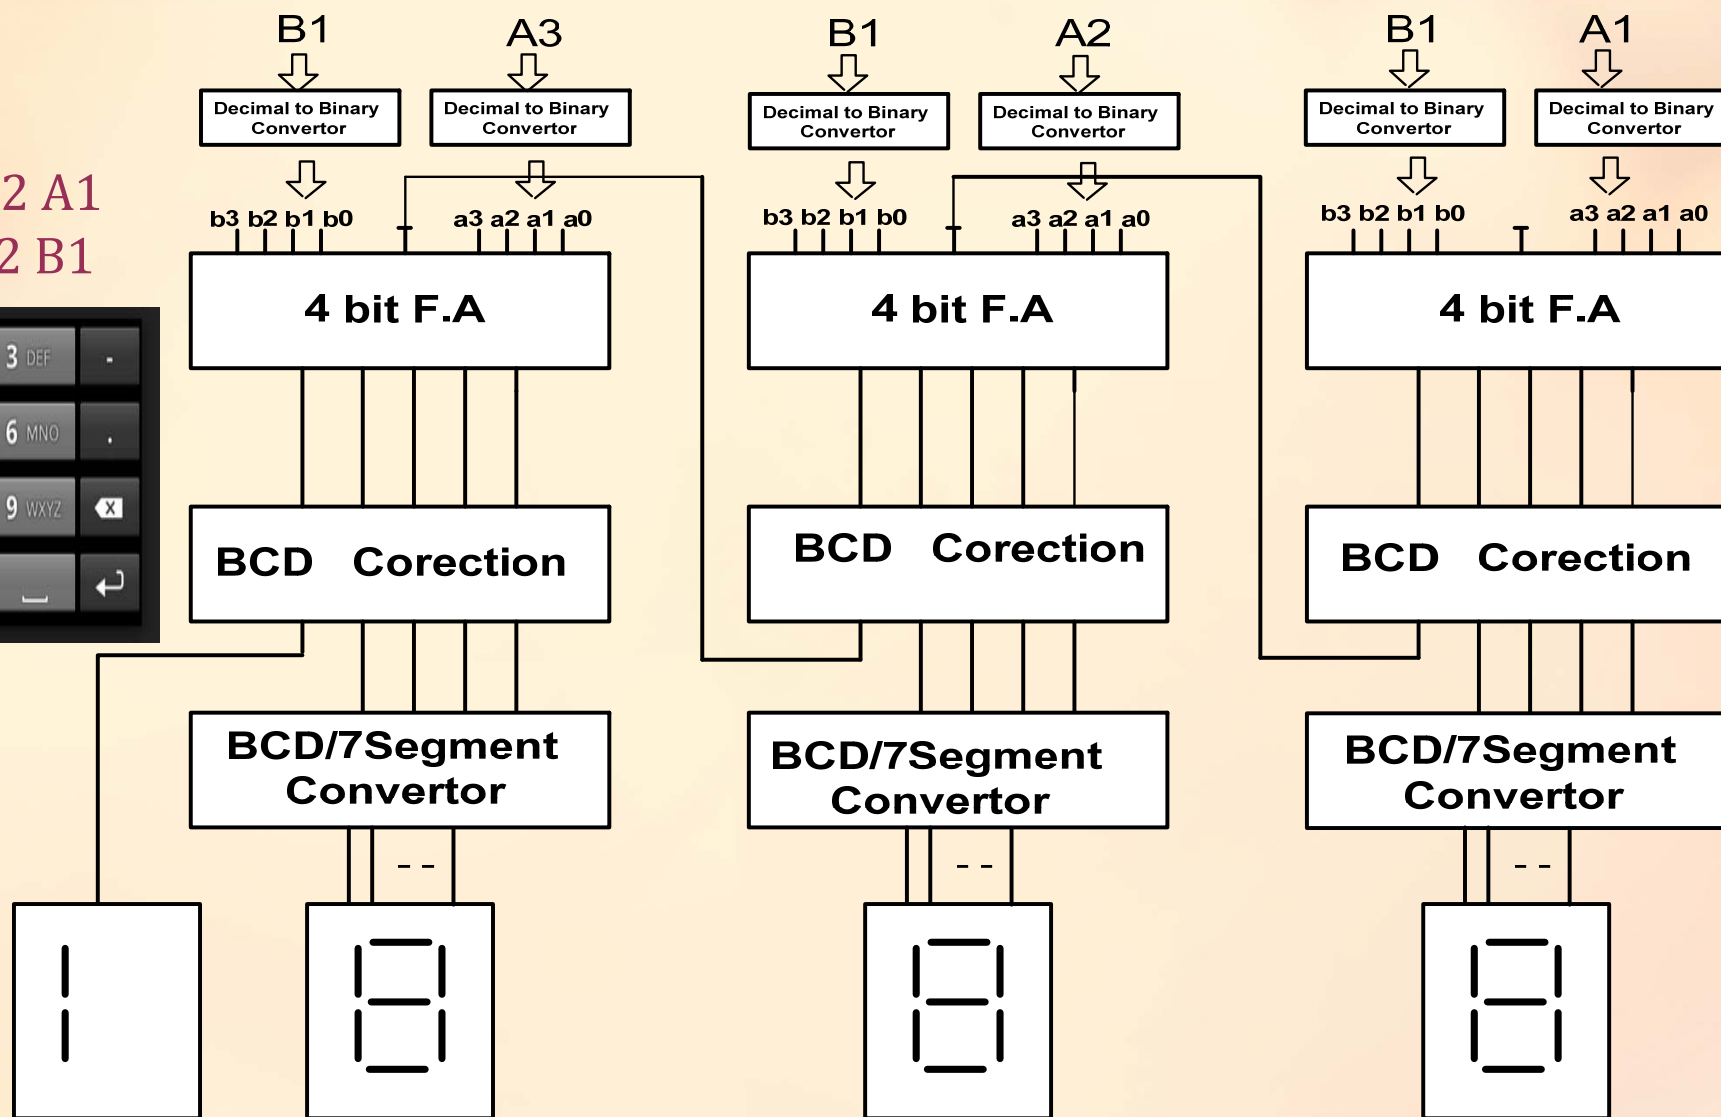 B1 A3 B1 A2 B1 A1
Decimal to Binary Convertor
Decimal to Binary Convertor
Decimal to Binary Convertor
Decimal to Binary Convertor
Decimal to Binary Convertor
Decimal to Binary Convertor
2 A1
2 B1
b3 b2 b1 b0 a3 a2 a1 a0
b3 b2 b1 b0 a3 a2 a1 a0
b3 b2 b1 b0 a3 a2 a1 a0
4 bit F.A
4 bit F.A
4 bit F.A
3 DEF -
6 MNO .
9 WXYZ
BCD Corection
BCD Corection
BCD Corection
BCD/7Segment
Convertor
BCD/7Segment
Convertor
BCD/7Segment
Convertor
- -
- -
- -